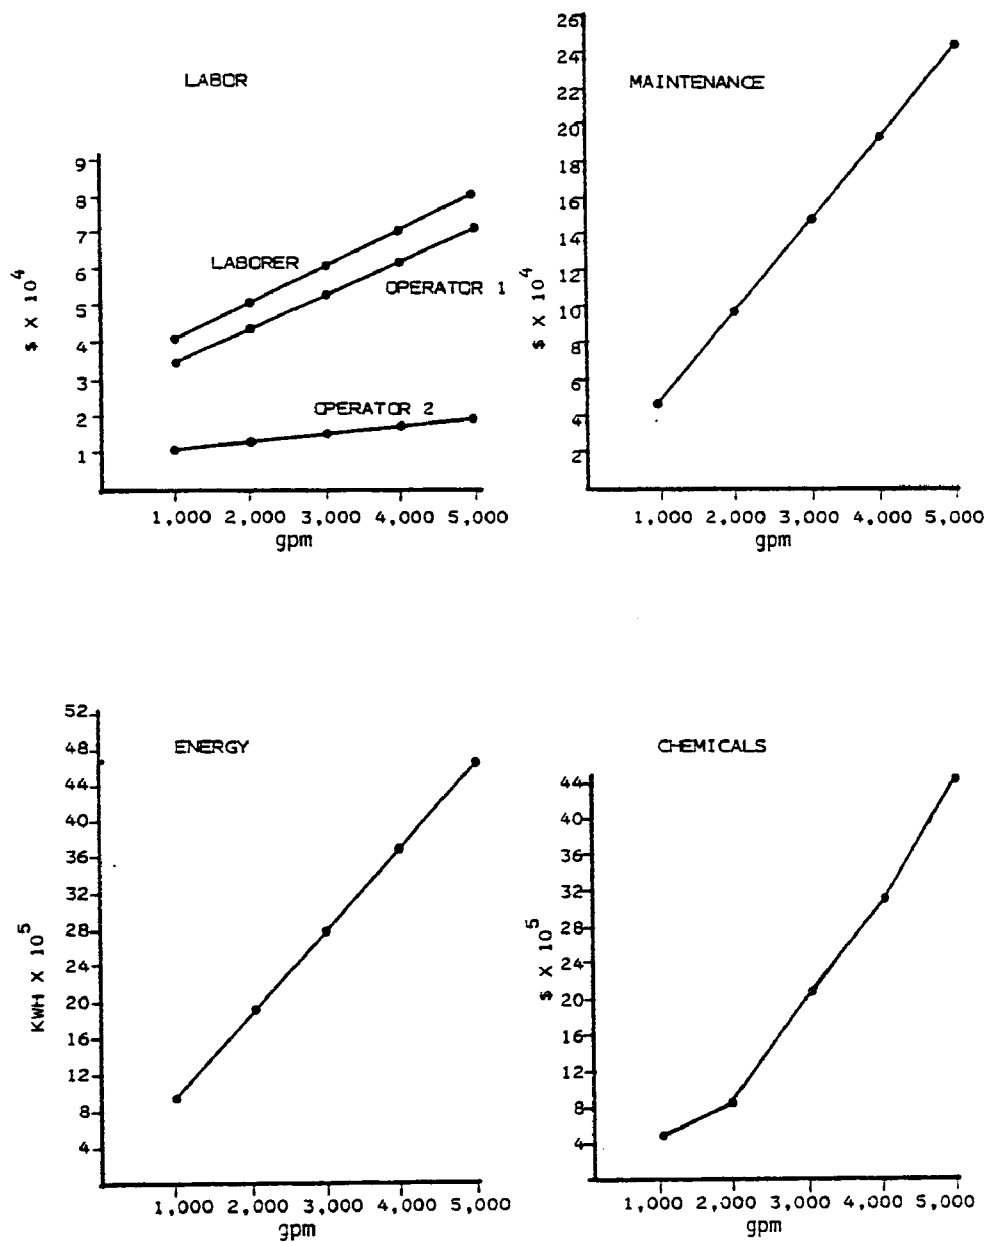 LABOR
9
8
7
6
5
4
3
2
1
$ X 10^4
LABORER
OPERATOR 1
OPERATOR 2
1,000 2,000 3,000 4,000 5,000
gpm
MAINTENANCE
26
24
22
20
18
16
14
12
10
8
6
4
2
$ X 10^4
1,000 2,000 3,000 4,000 5,000
gpm
ENERGY
52
48
44
40
36
32
28
24
20
16
12
8
4
KWH X 10^5
1,000 2,000 3,000 4,000 5,000
gpm
CHEMICALS
44
40
36
32
28
24
20
16
12
8
4
$ X 10^5
1,000 2,000 3,000 4,000 5,000
gpm